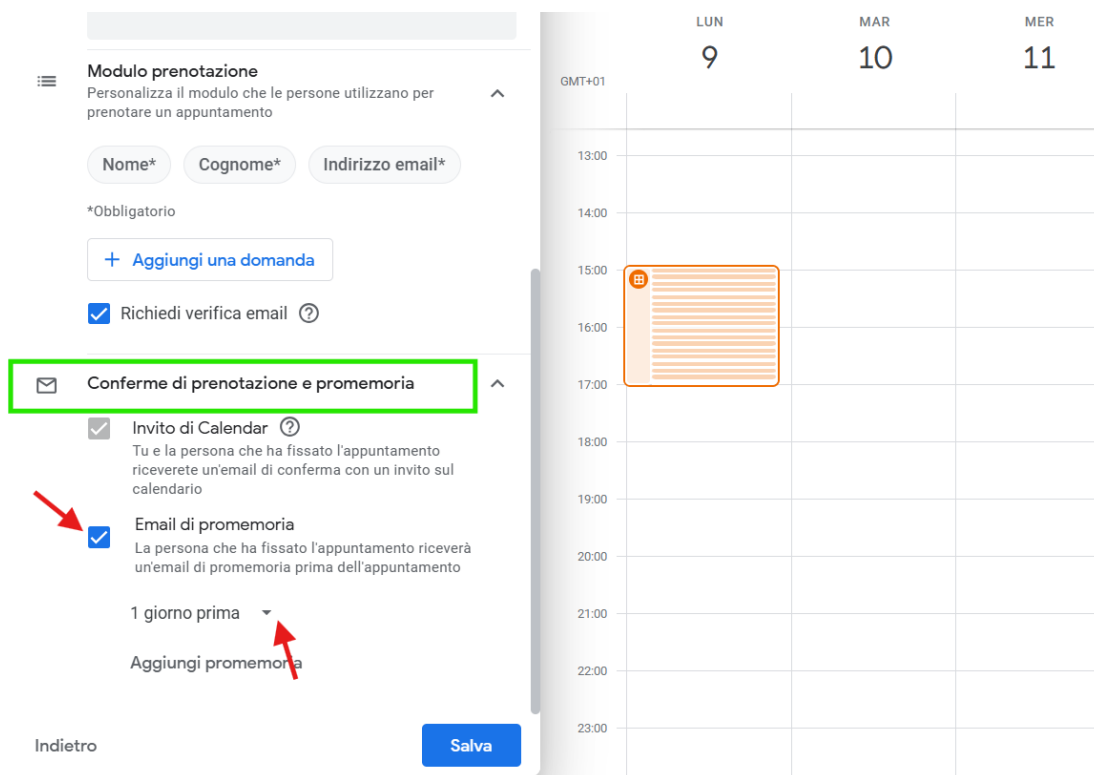 Modulo prenotazione
Personalizza il modulo che le persone utilizzano per
prenotare un appuntamento
Nome*
Cognome*
Indirizzo email*
*Obbligatorio
+ Aggiungi una domanda
Richiedi verifica email ?
Conferme di prenotazione e promemoria
Invito di Calendar ?
Tu e la persona che ha fissato l'appuntamento
riceverete un'email di conferma con un invito sul
calendario
Email di promemoria
La persona che ha fissato l'appuntamento riceverà
un'email di promemoria prima dell'appuntamento
1 giorno prima
Aggiungi promemoria
Indietro
Salva
LUN
MAR
MER
9
10
11
GMT+01
13:00
14:00
15:00
16:00
17:00
18:00
19:00
20:00
21:00
22:00
23:00